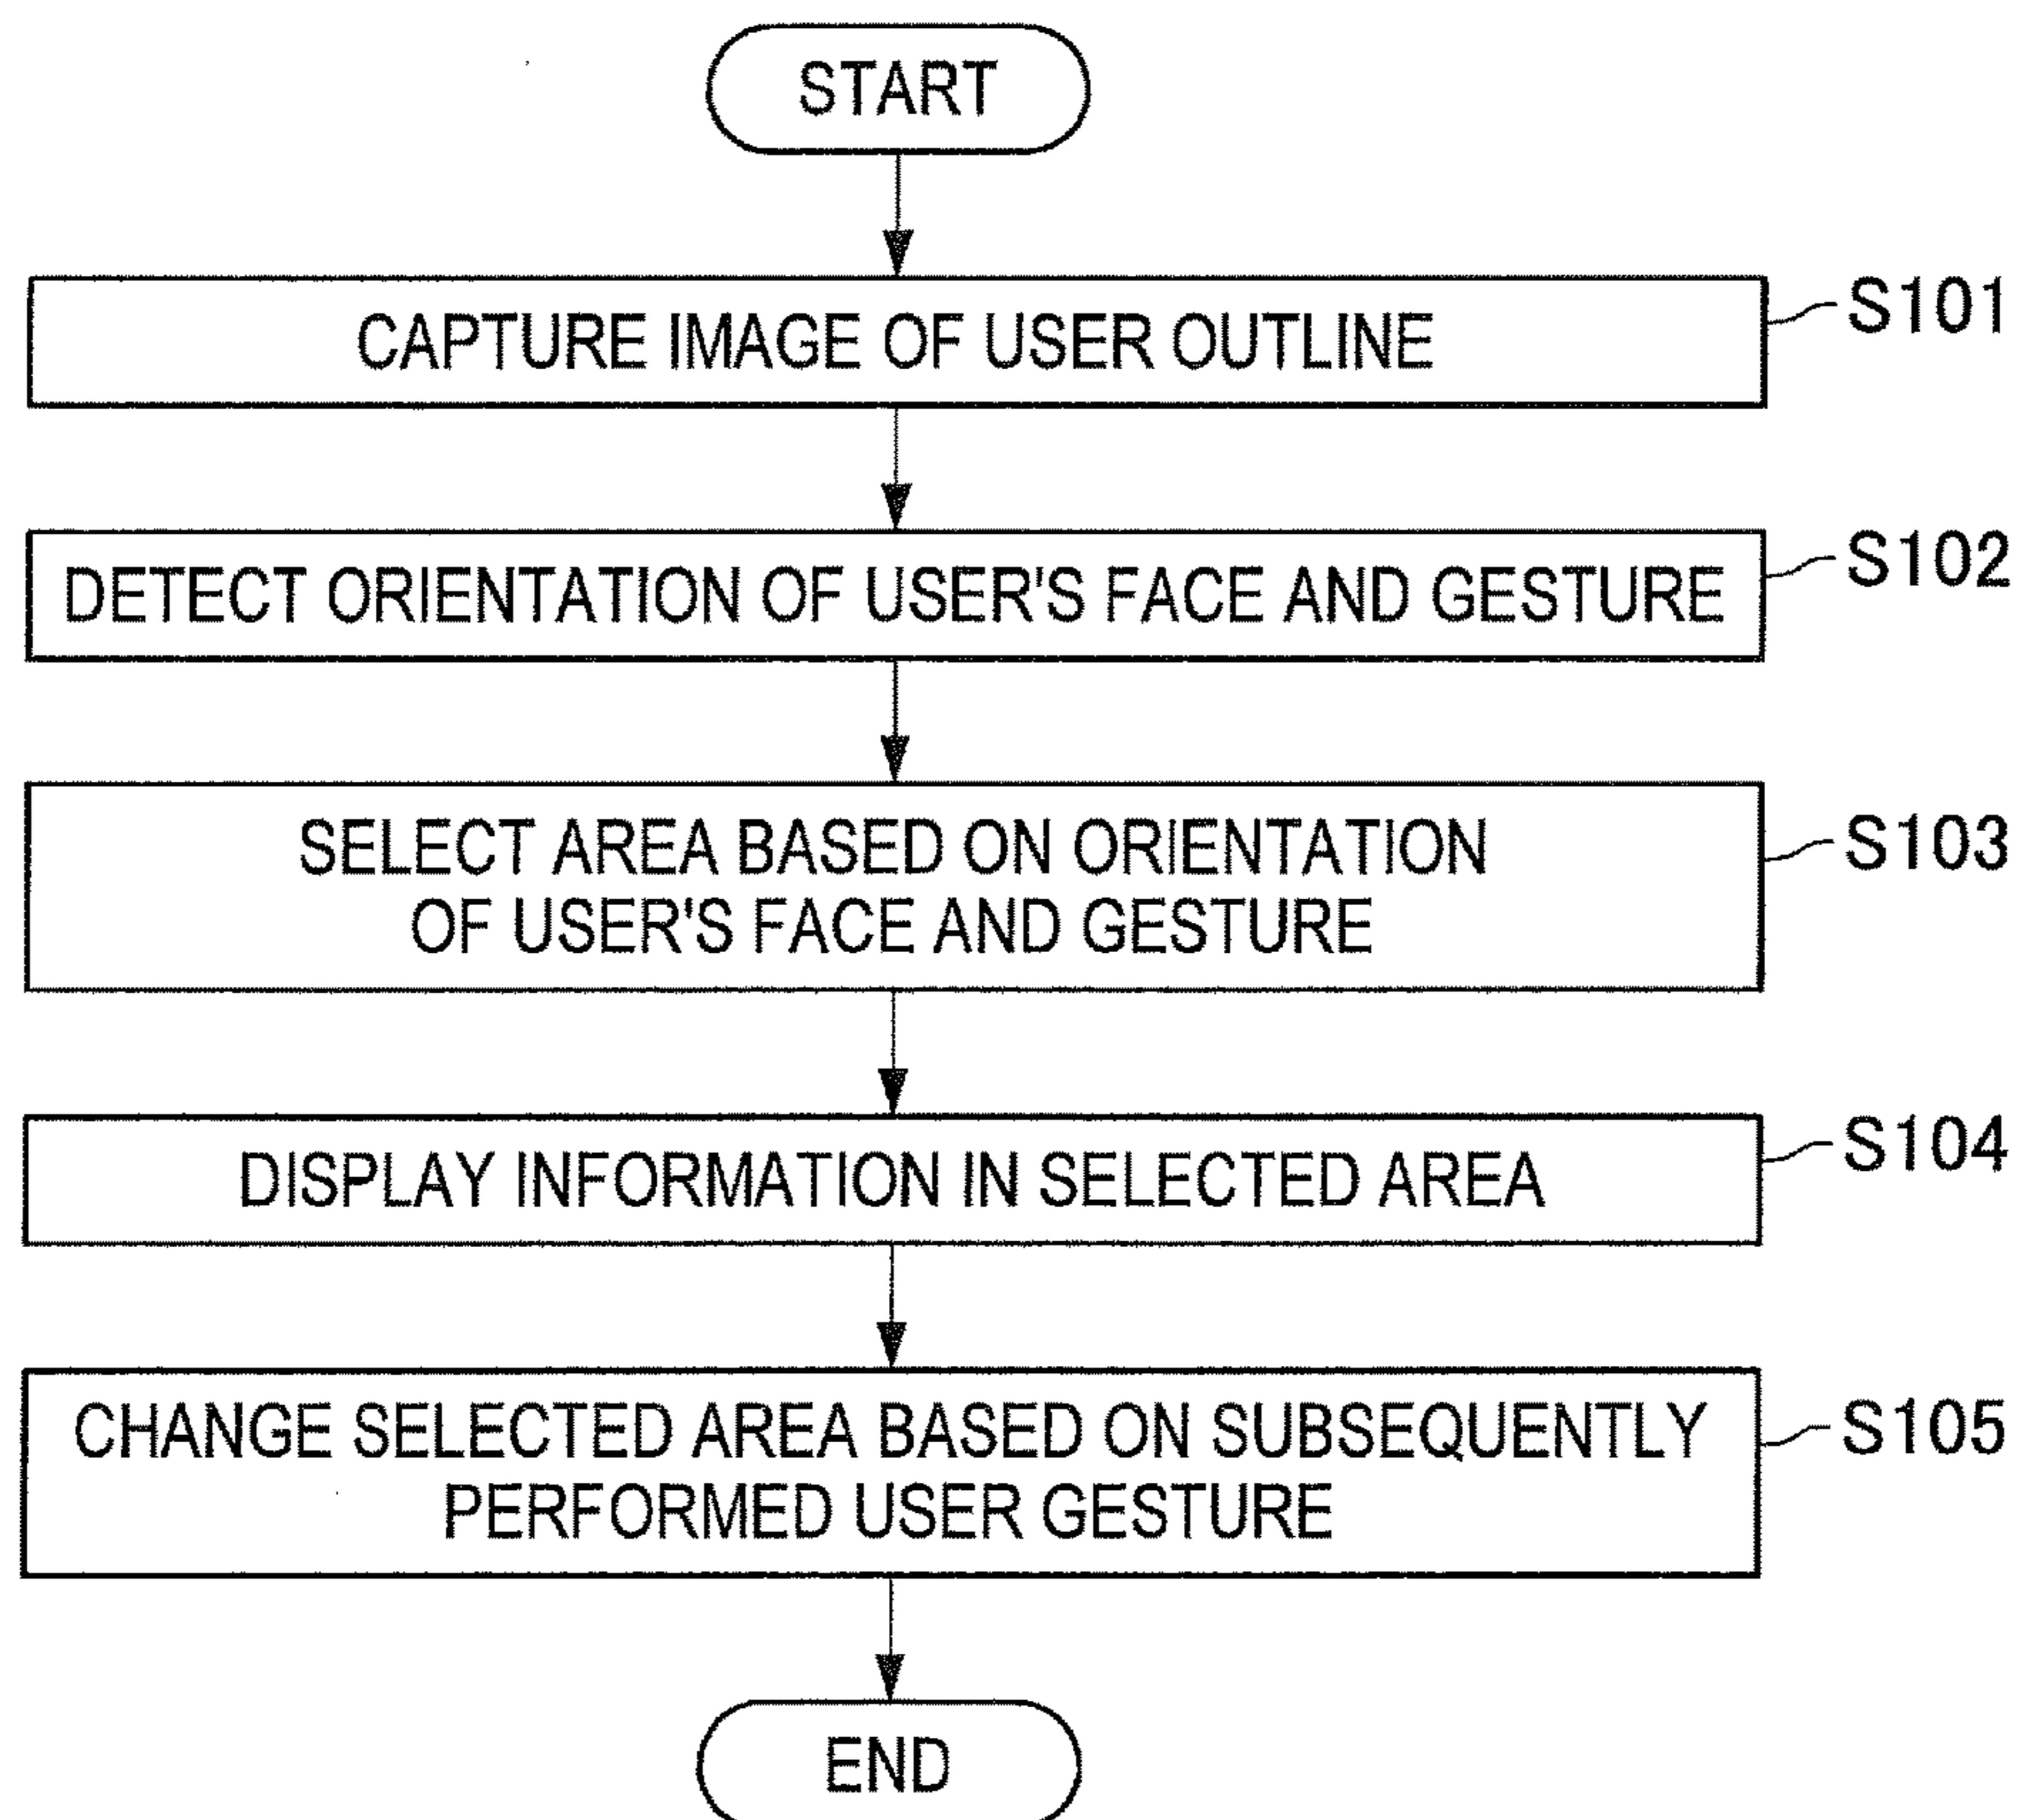 START
CAPTURE IMAGE OF USER OUTLINE
S101
DETECT ORIENTATION OF USER'S FACE AND GESTURE
S102
SELECT AREA BASED ON ORIENTATION
OF USER'S FACE AND GESTURE
S103
DISPLAY INFORMATION IN SELECTED AREA
S104
CHANGE SELECTED AREA BASED ON SUBSEQUENTLY
PERFORMED USER GESTURE
S105
END